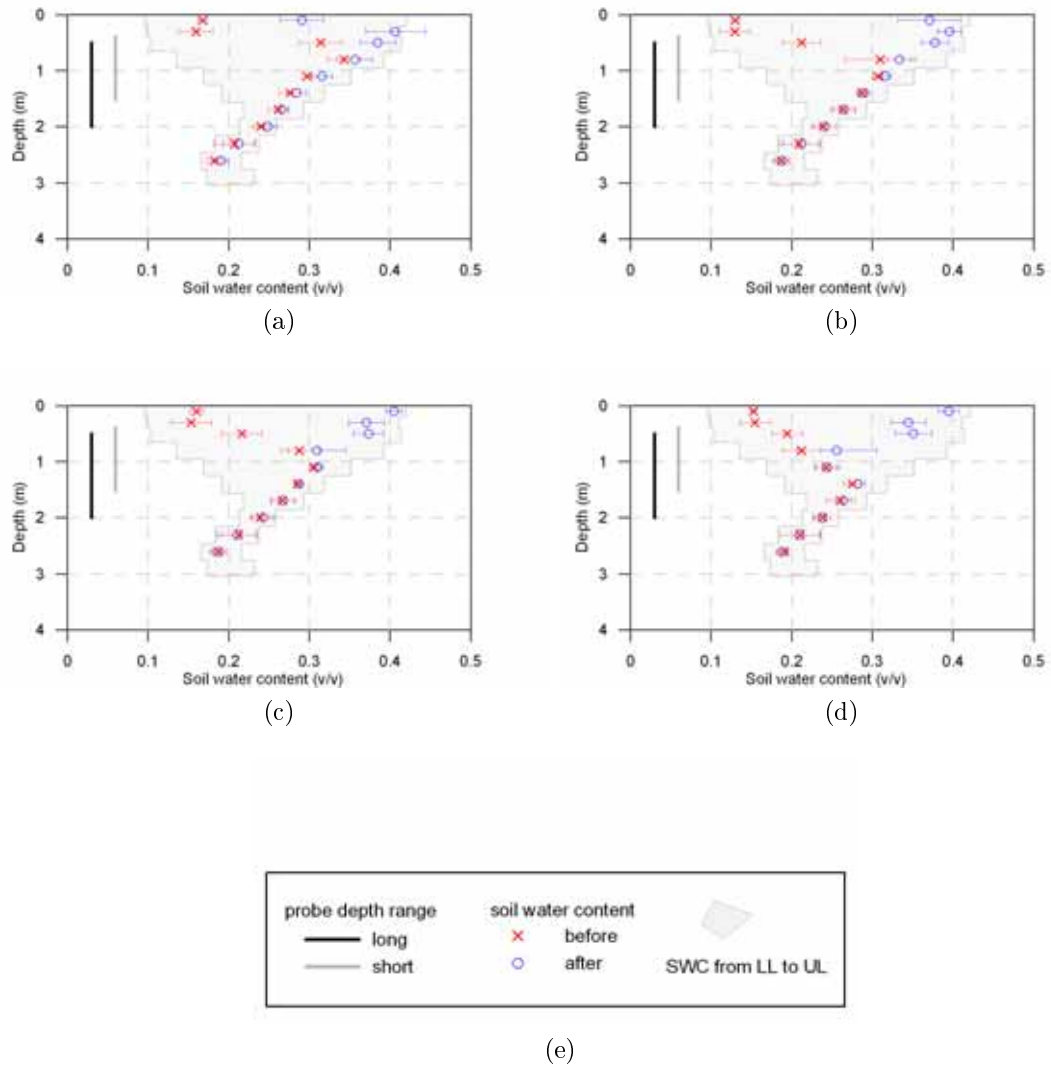 0
1
2
3
4
Depth (m)
0 0.1 0.2 0.3 0.4 0.5
Soil water content (v/v)
(a)
0
1
2
3
4
Depth (m)
0 0.1 0.2 0.3 0.4 0.5
Soil water content (v/v)
(b)
0
1
2
3
4
Depth (m)
0 0.1 0.2 0.3 0.4 0.5
Soil water content (v/v)
(c)
0
1
2
3
4
Depth (m)
0 0.1 0.2 0.3 0.4 0.5
Soil water content (v/v)
(d)
probe depth range
long
short
soil water content
before
after
SWC from LL to UL
(e)